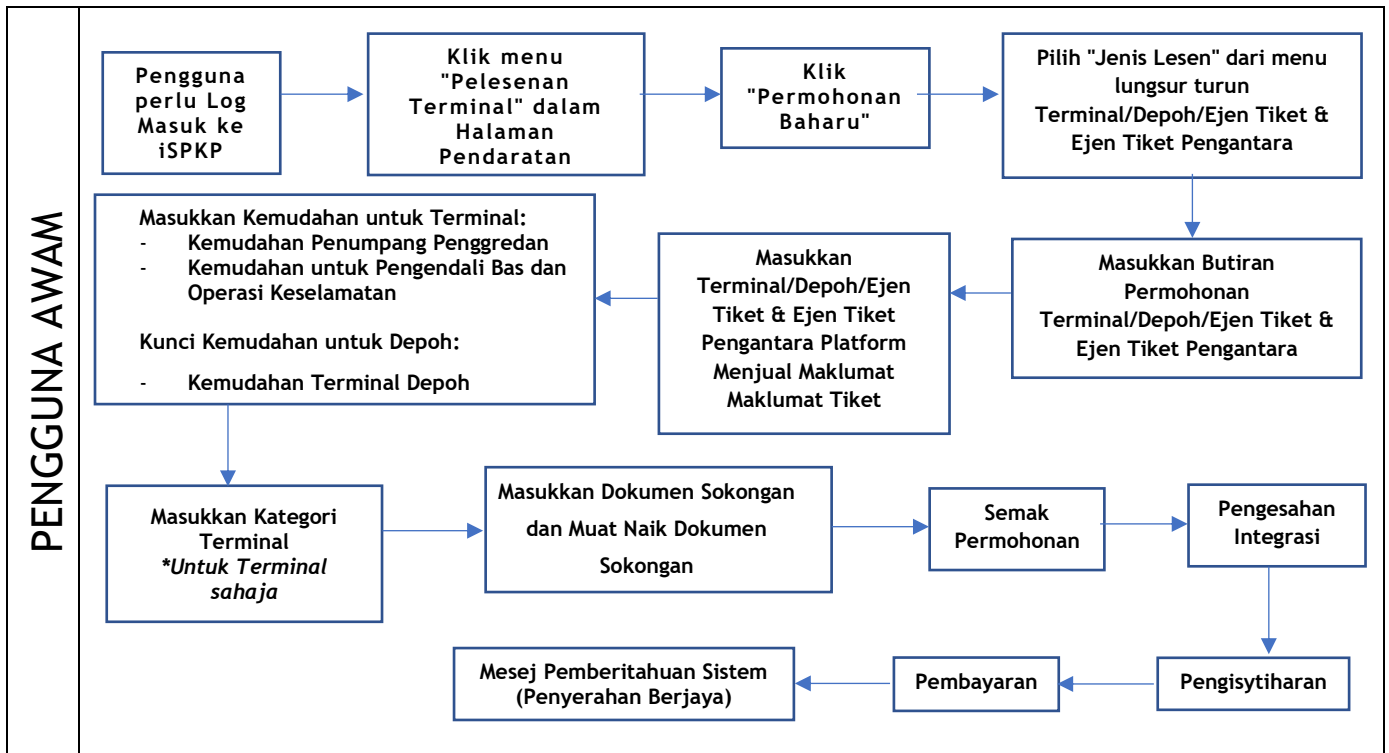 PENGGUNA AWAM
Pengguna
perlu Log
Masuk ke
iSPKP
Klik menu
"Pelesenan
Terminal" dalam
Halaman
Pendaratan
Klik
"Permohonan
Baharu"
Pilih "Jenis Lesen" dari menu
lungsur turun
Terminal/Depoh/Ejen Tiket &
Ejen Tiket Pengantara
Masukkan Butiran
Permohonan
Terminal/Depoh/Ejen Tiket &
Ejen Tiket Pengantara
Masukkan
Terminal/Depoh/Ejen
Tiket & Ejen Tiket
Pengantara Platform
Menjual Maklumat
Maklumat Tiket
Masukkan Kemudahan untuk Terminal:
- Kemudahan Penumpang Penggredan
- Kemudahan untuk Pengendali Bas dan
Operasi Keselamatan
Kunci Kemudahan untuk Depoh:
- Kemudahan Terminal Depoh
Masukkan Kategori
Terminal
*Untuk Terminal
sahaja
Masukkan Dokumen Sokongan
dan Muat Naik Dokumen
Sokongan
Semak
Permohonan
Pengesahan
Integrasi
Pengisytiharan
Pembayaran
Mesej Pemberitahuan Sistem
(Penyerahan Berjaya)